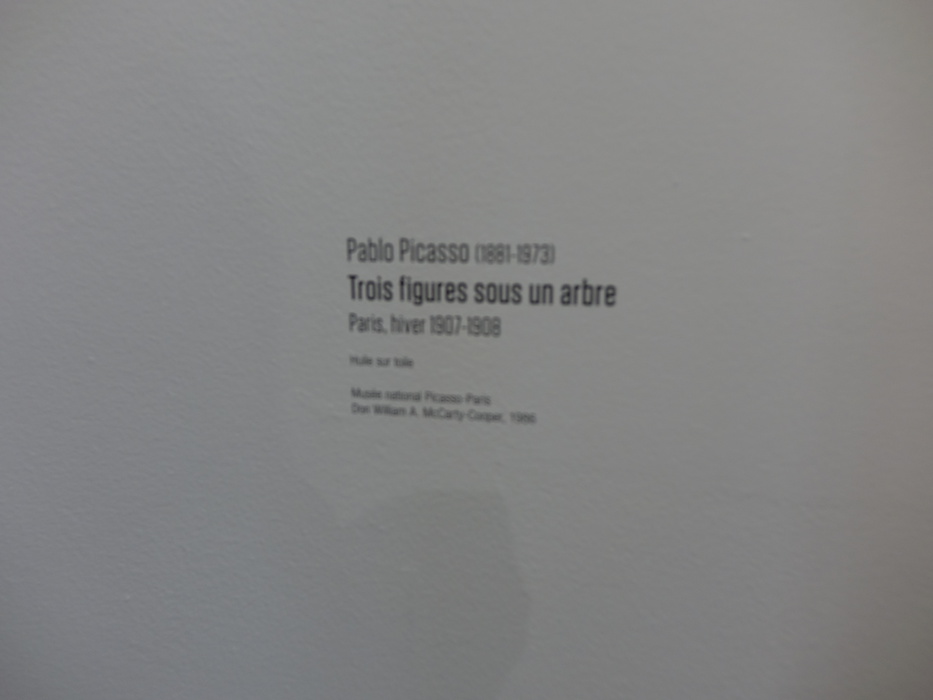 Pablo Picasso (1881-1973)
Trois figures sous un arbre
Paris, hiver 1907-1908
Huile sur toile
Musée national Picasso-Paris
Don William A. McCarty-Cooper, 1986